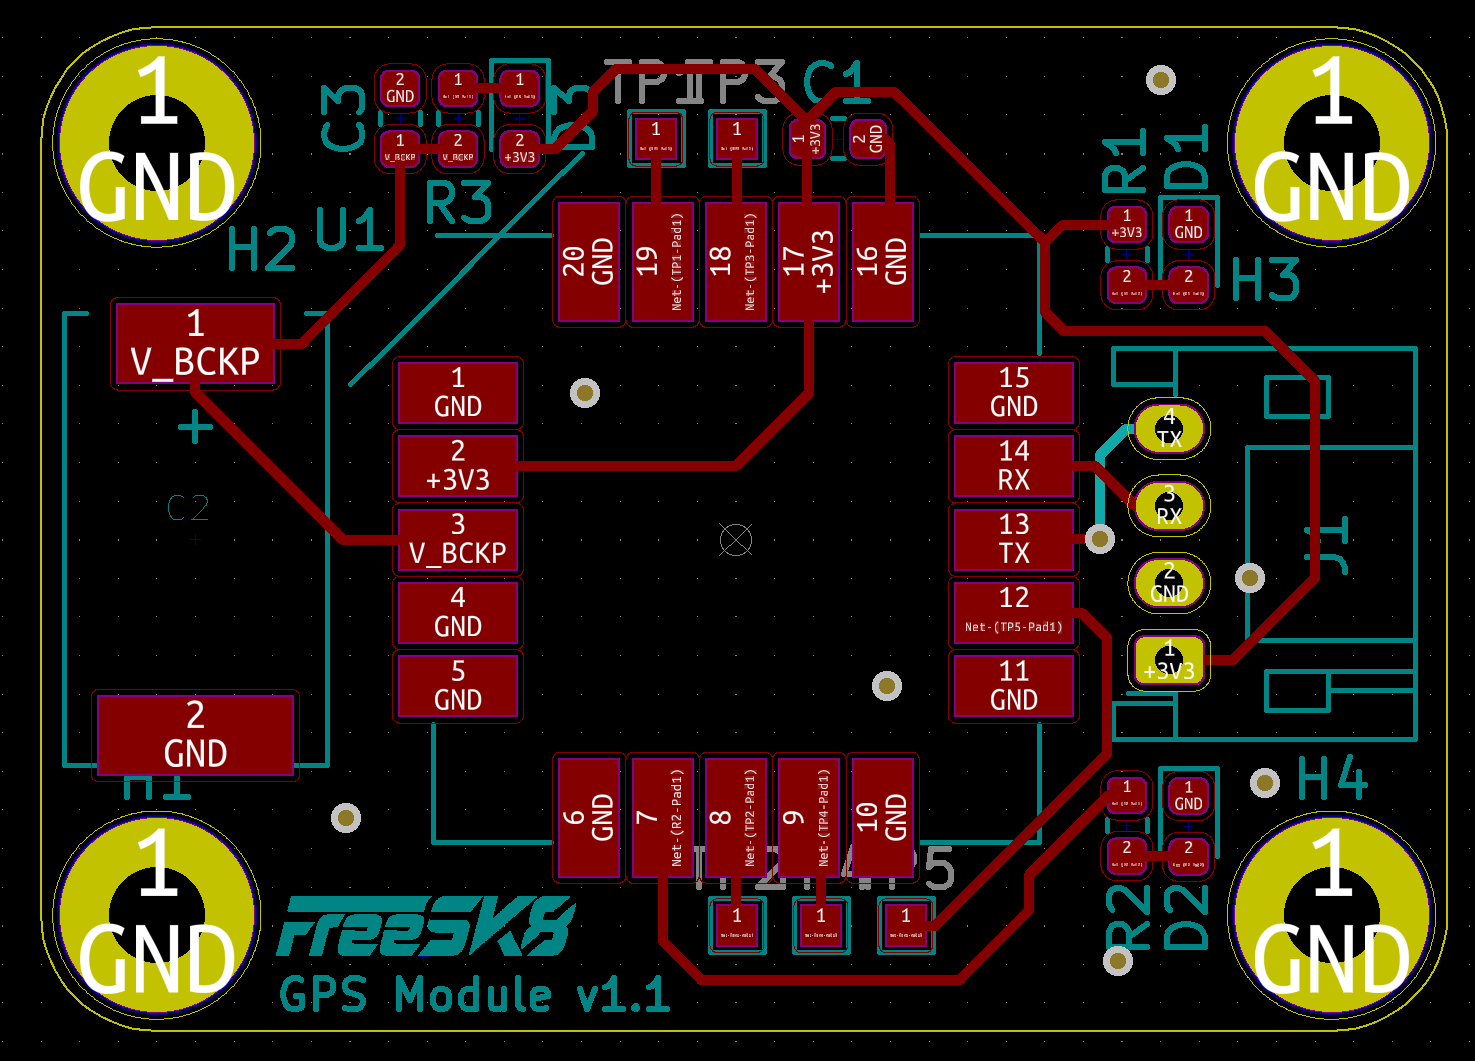 1
GND
C3
2
GND
1
1
1
V_BCKP
2
V_BCKP
2
+3V3
D3
TP1
TP3
1
1
C1
1
+3V3
2
GND
1
GND
R1
D1
1
+3V3
1
GND
2
2
H2
U1
R3
H3
20
GND
19
Net-(TP1-Pad1)
18
Net-(TP3-Pad1)
17
+3V3
16
GND
1
V_BCKP
+
C2
2
GND
H1
1
GND
2
+3V3
3
V_BCKP
4
GND
5
GND
15
GND
14
RX
13
TX
12
Net-(TP5-Pad1)
11
GND
4
TX
3
RX
2
GND
1
+3V3
J1
6
GND
7
Net-(R2-Pad1)
8
Net-(TP2-Pad1)
9
Net-(TP4-Pad1)
10
GND
1
1
1
H4
1
1
GND
2
2
R2
D2
1
GND
1
GND
FreeSK8
GPS Module v1.1